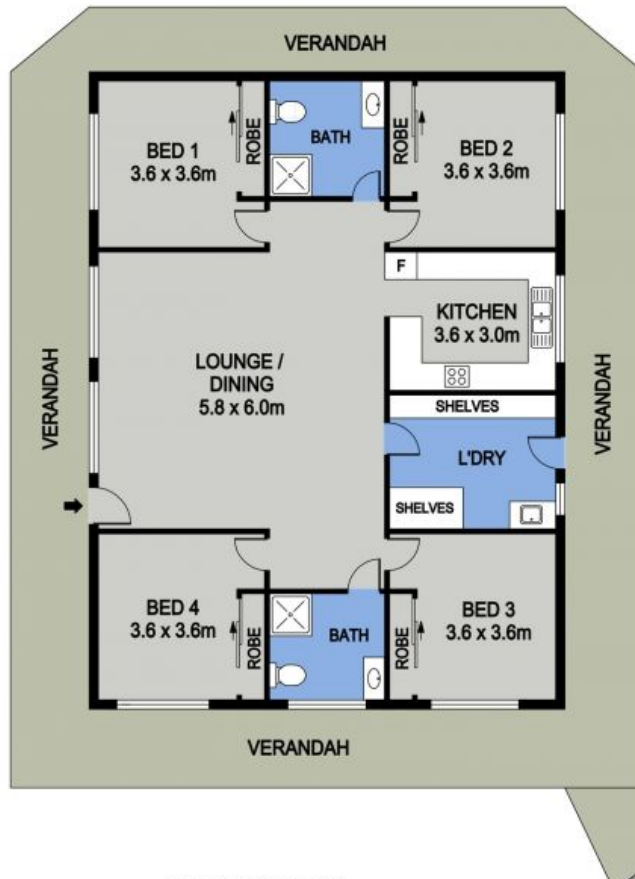 VERANDAH
BED 1
3.6 x 3.6m
ROBE
BATH
ROBE
BED 2
3.6 x 3.6m
F
KITCHEN
3.6 x 3.0m
VERANDAH
LOUNGE /
DINING
5.8 x 6.0m
VERANDAH
SHELVES
L'DRY
SHELVES
BED 4
3.6 x 3.6m
ROBE
BATH
ROBE
BED 3
3.6 x 3.6m
VERANDAH